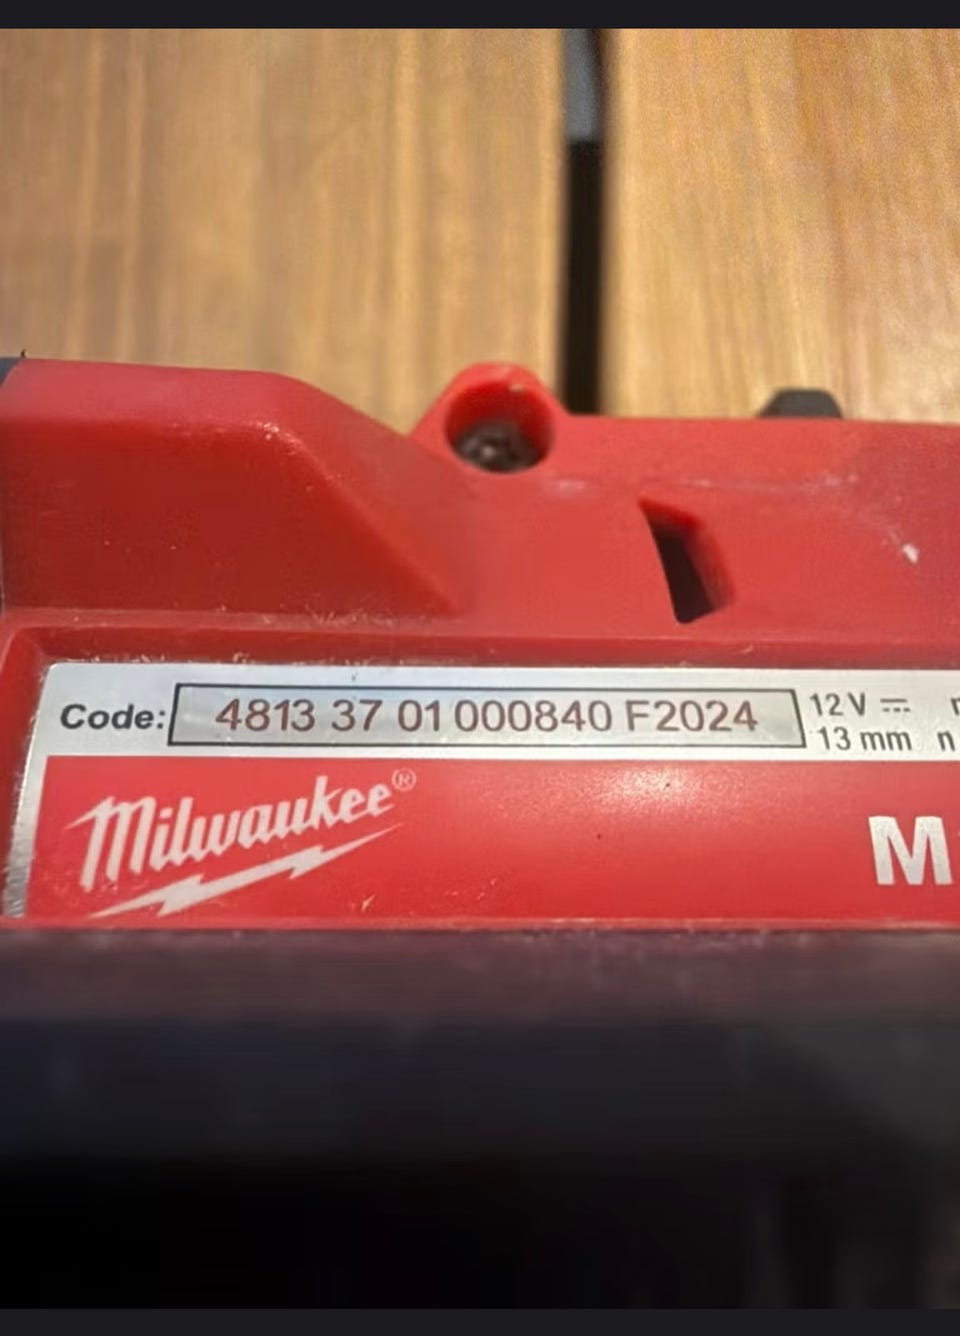 Code: 4813 37 01 000840 F2024
12 V ⎓
13 mm n
Milwaukee®
M